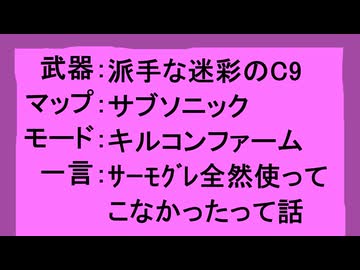 武器:派手な迷彩のC9
マップ:サブソニック
モード:キルコンファーム
一言:ｻｰﾓｸﾞﾚ全然使って
こなかったって話